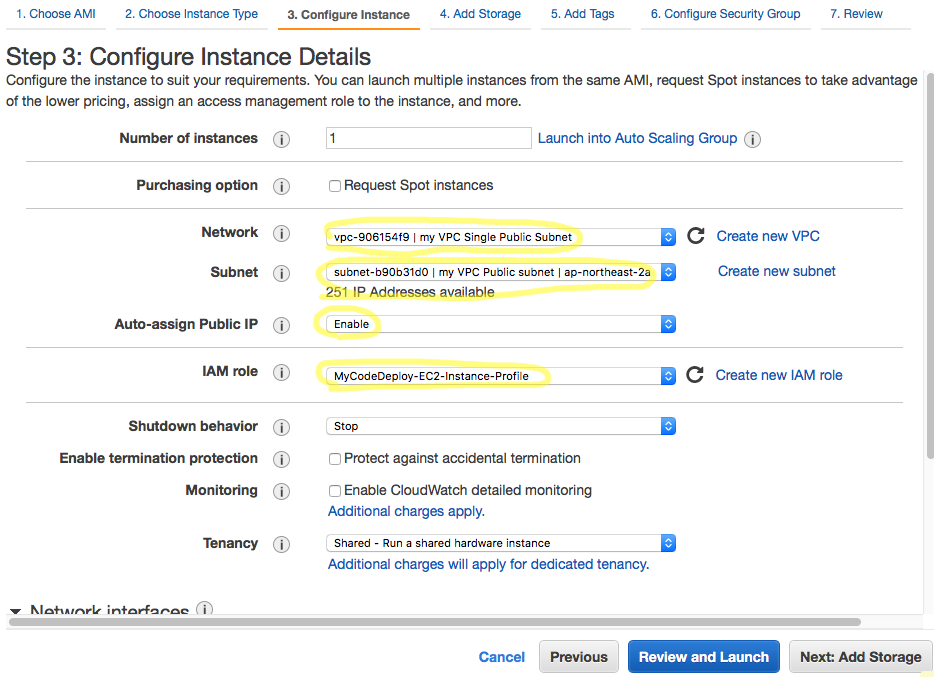 1. Choose AMI 2. Choose Instance Type 3. Configure Instance 4. Add Storage 5. Add Tags 6. Configure Security Group 7. Review
Step 3: Configure Instance Details
Configure the instance to suit your requirements. You can launch multiple instances from the same AMI, request Spot instances to take advantage
of the lower pricing, assign an access management role to the instance, and more.
Number of instances i 1 Launch into Auto Scaling Group i
Purchasing option i Request Spot instances
Network i vpc-906154f9 | my VPC Single Public Subnet Create new VPC
Subnet i subnet-b90b31d0 | my VPC Public subnet | ap-northeast-2a Create new subnet
251 IP Addresses available
Auto-assign Public IP i Enable
IAM role i MyCodeDeploy-EC2-Instance-Profile Create new IAM role
Shutdown behavior i Stop
Enable termination protection i Protect against accidental termination
Monitoring i Enable CloudWatch detailed monitoring
Additional charges apply.
Tenancy i Shared - Run a shared hardware instance
Additional charges will apply for dedicated tenancy.
Network interfaces i
Cancel Previous Review and Launch Next: Add Storage